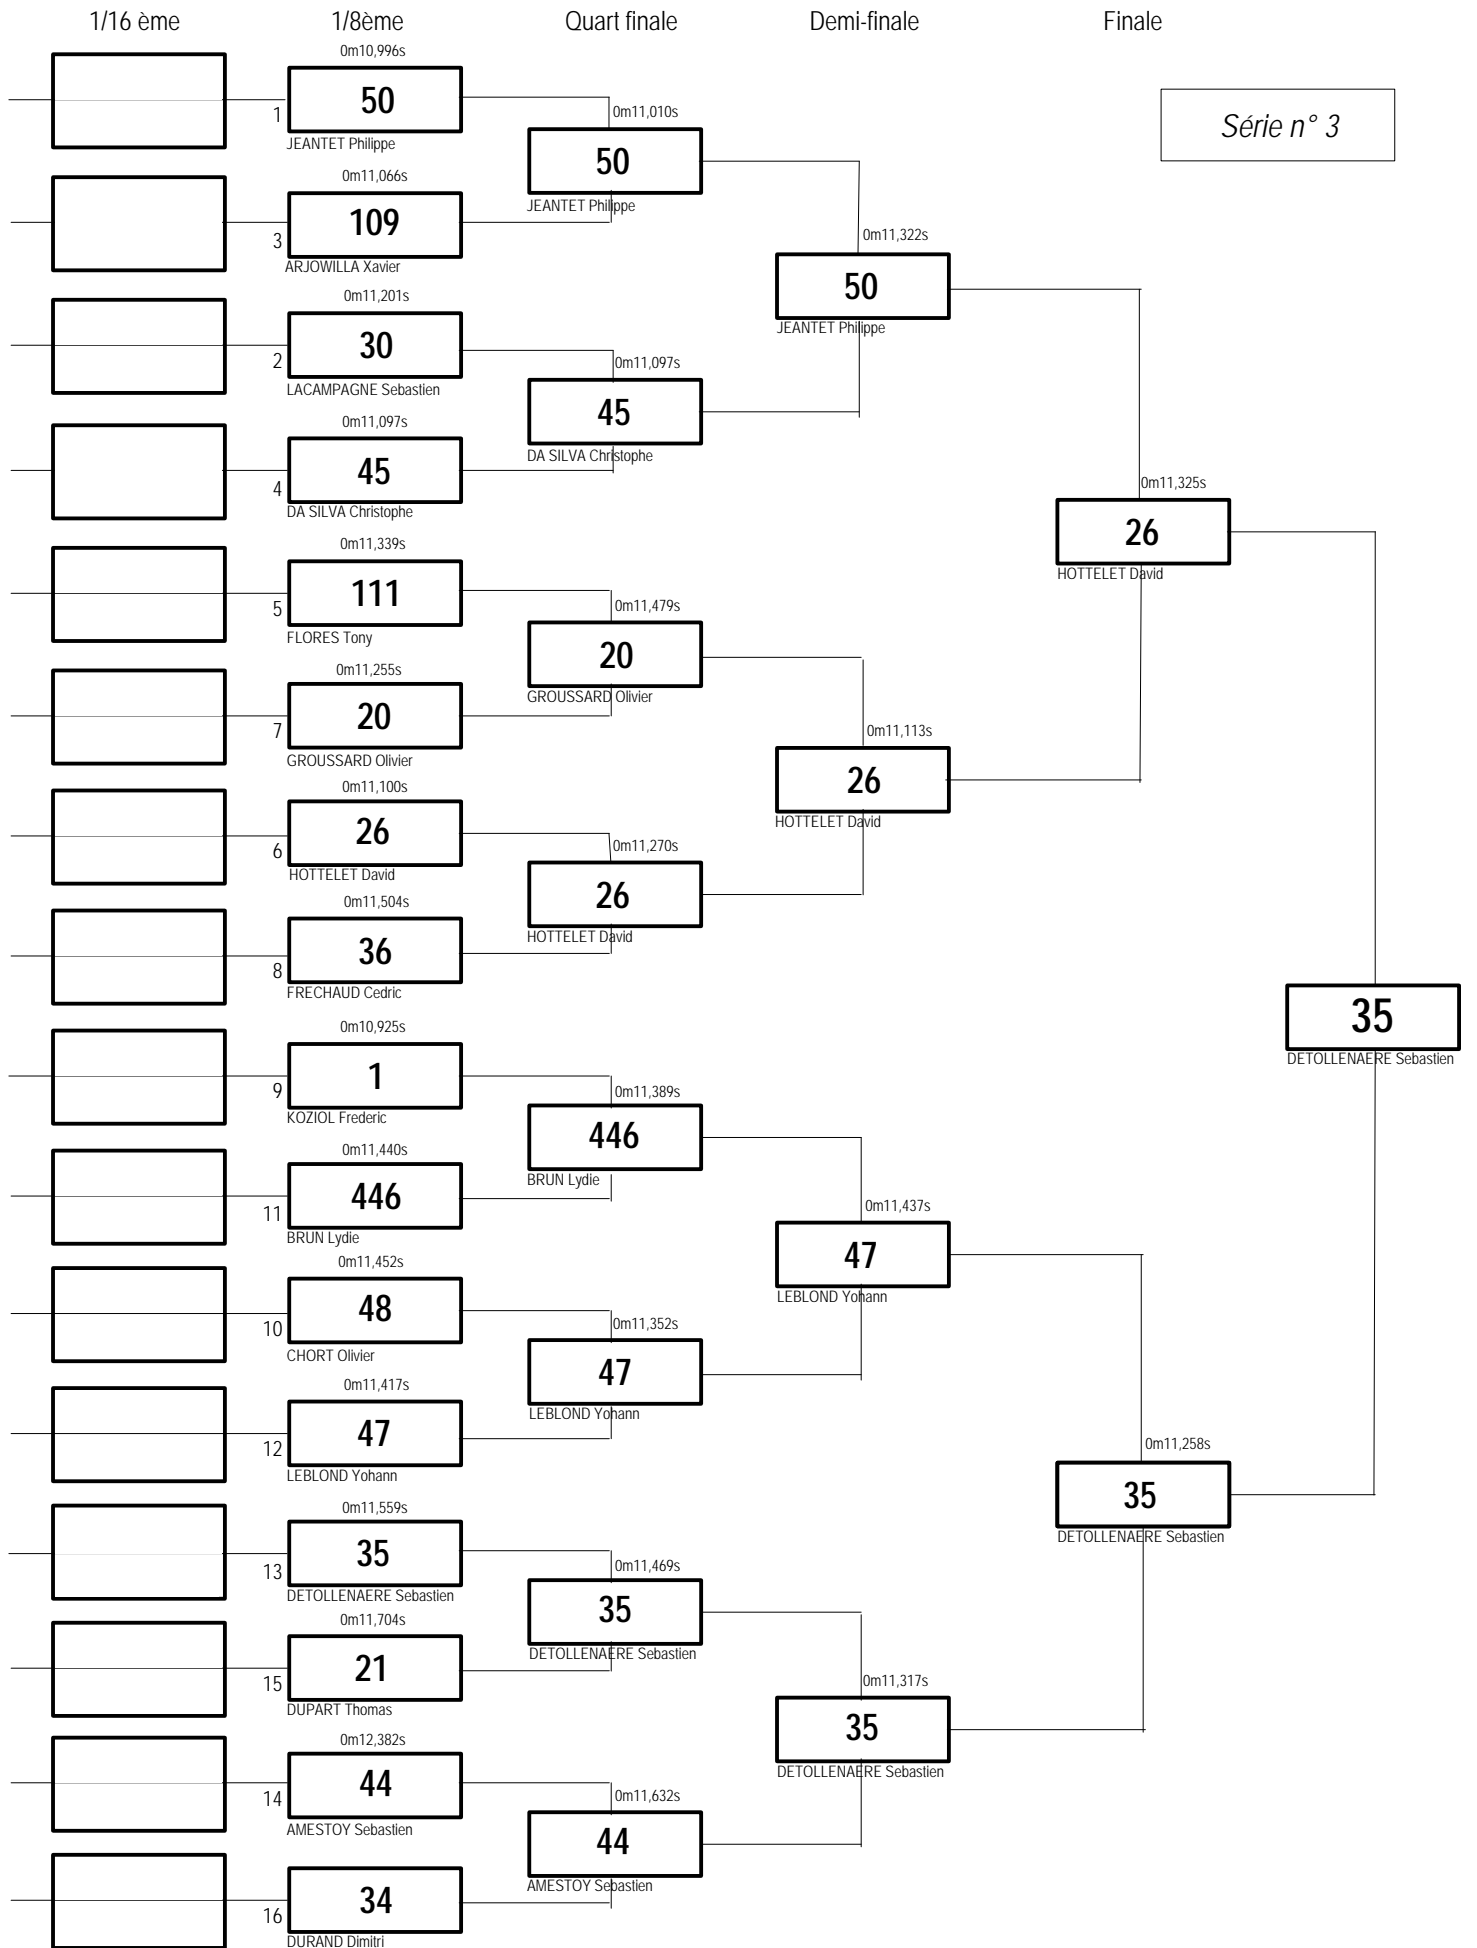 1/16 ème
1/8ème
Quart finale
Demi-finale
Finale
Série n° 3
0m10,996s
1
50
JEANTET Philippe
0m11,066s
3
109
ARJOWILLA Xavier
0m11,201s
2
30
LACAMPAGNE Sebastien
0m11,097s
4
45
DA SILVA Christophe
0m11,339s
5
111
FLORES Tony
0m11,255s
7
20
GROUSSARD Olivier
0m11,100s
6
26
HOTTELET David
0m11,504s
8
36
FRECHAUD Cedric
0m10,925s
9
1
KOZIOL Frederic
0m11,440s
11
446
BRUN Lydie
0m11,452s
10
48
CHORT Olivier
0m11,417s
12
47
LEBLOND Yohann
0m11,559s
13
35
DETOLLENAERE Sebastien
0m11,704s
15
21
DUPART Thomas
0m12,382s
14
44
AMESTOY Sebastien
16
34
DURAND Dimitri
0m11,010s
50
JEANTET Philippe
0m11,097s
45
DA SILVA Christophe
0m11,479s
20
GROUSSARD Olivier
0m11,270s
26
HOTTELET David
0m11,389s
446
BRUN Lydie
0m11,352s
47
LEBLOND Yohann
0m11,469s
35
DETOLLENAERE Sebastien
0m11,632s
44
AMESTOY Sebastien
0m11,322s
50
JEANTET Philippe
0m11,113s
26
HOTTELET David
0m11,437s
47
LEBLOND Yohann
0m11,317s
35
DETOLLENAERE Sebastien
0m11,325s
26
HOTTELET David
0m11,258s
35
DETOLLENAERE Sebastien
35
DETOLLENAERE Sebastien